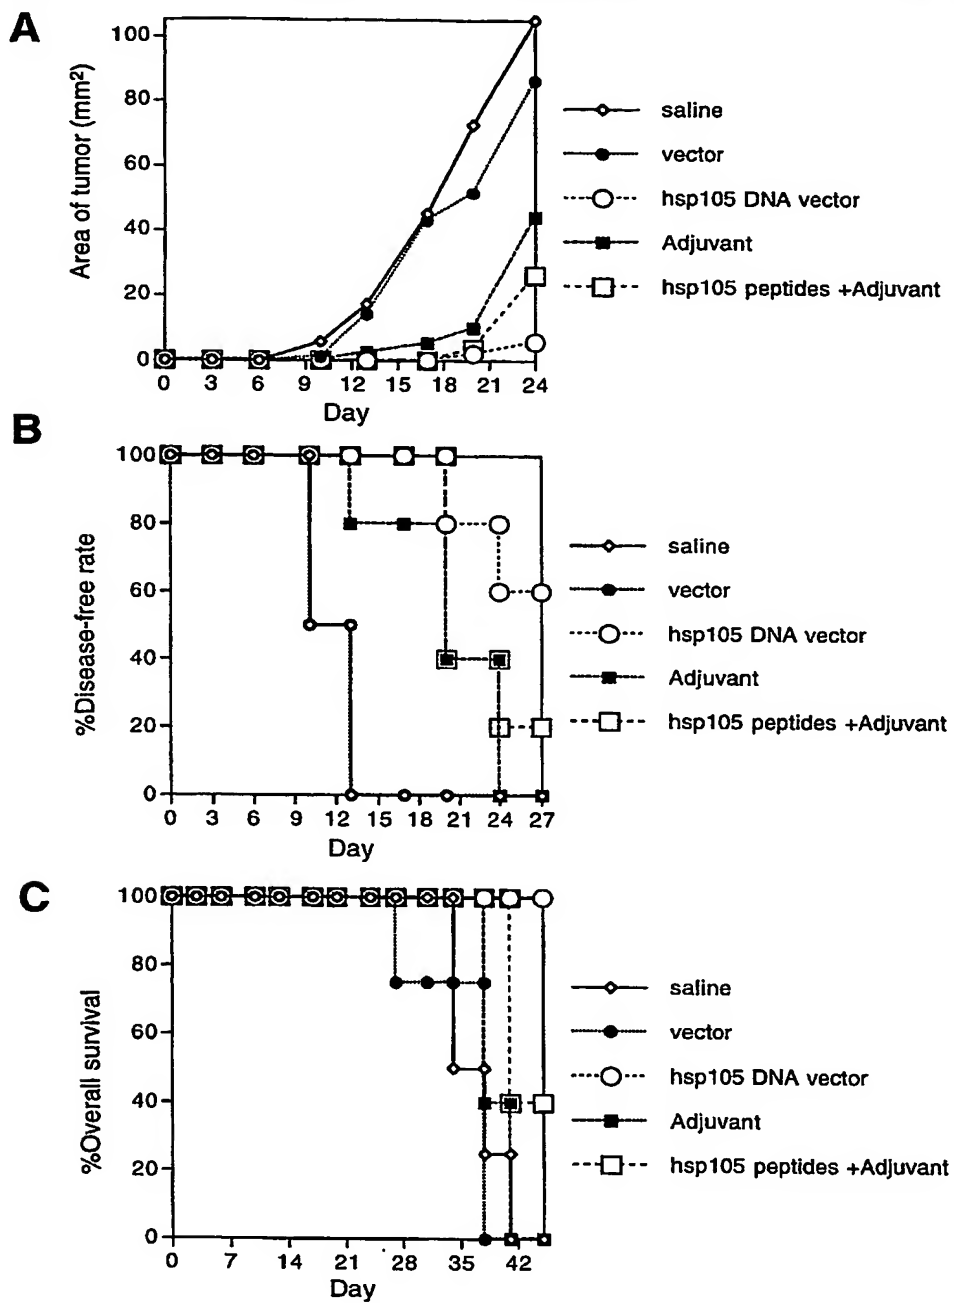 A
Area of tumor (mm²)
100
80
60
40
20
0
0 3 6 9 12 15 18 21 24
Day
saline
vector
hsp105 DNA vector
Adjuvant
hsp105 peptides +Adjuvant
B
%Disease-free rate
100
80
60
40
20
0
0 3 6 9 12 15 18 21 24 27
Day
saline
vector
hsp105 DNA vector
Adjuvant
hsp105 peptides +Adjuvant
C
%Overall survival
100
80
60
40
20
0
0 7 14 21 28 35 42
Day
saline
vector
hsp105 DNA vector
Adjuvant
hsp105 peptides +Adjuvant